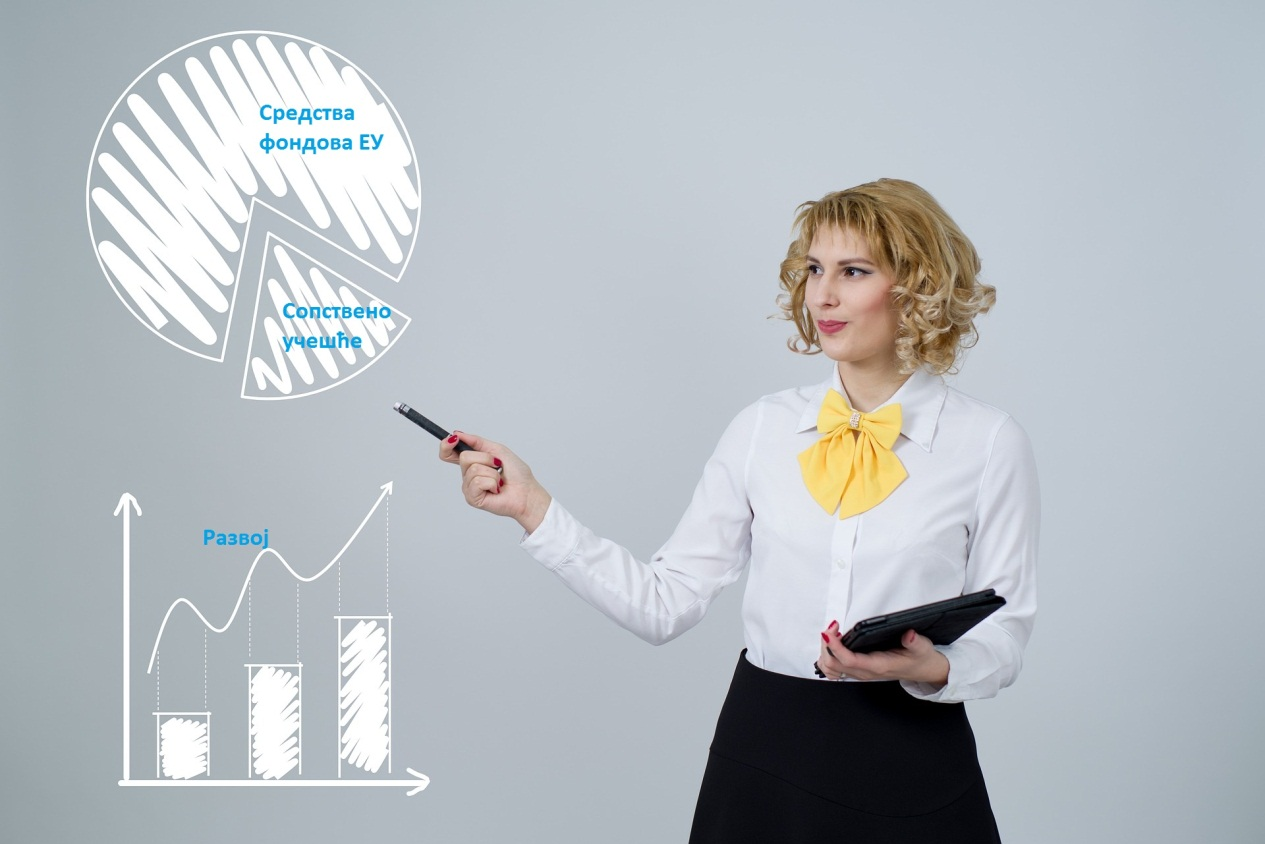 Средства
фондова ЕУ
Сопствено
учешће
Развој